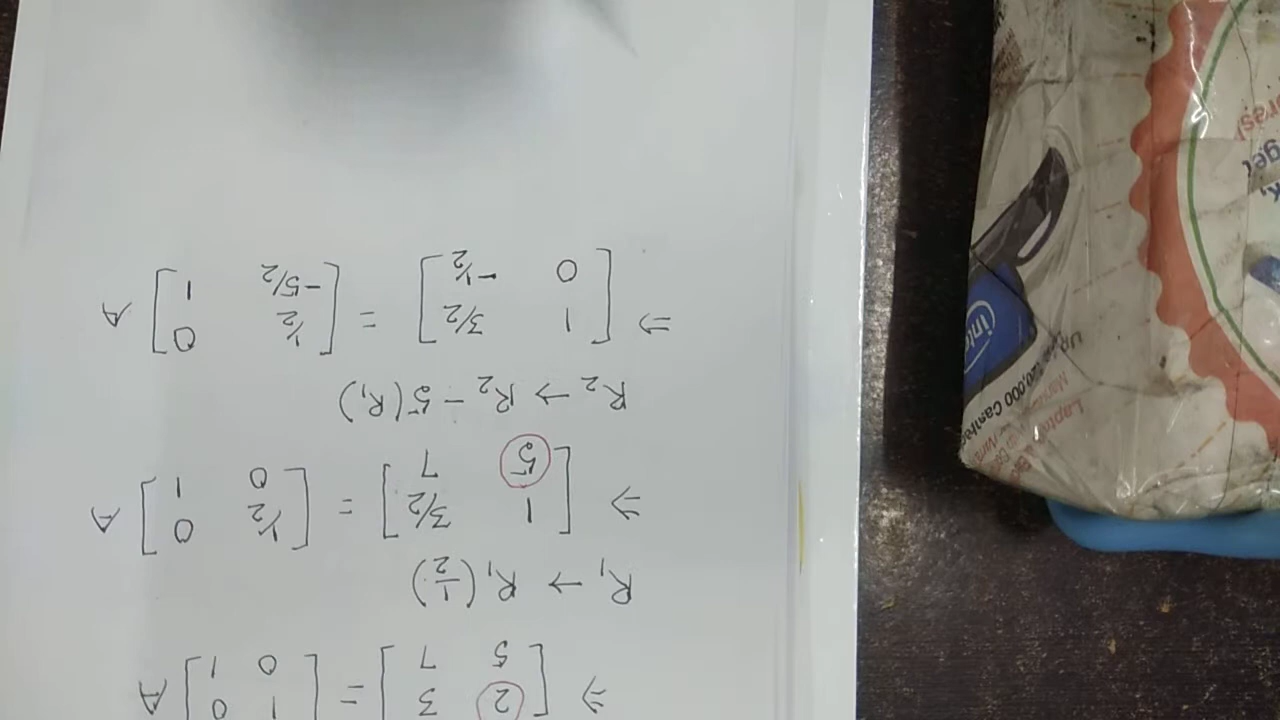 ⇒ [2 3
5 7] = [1 0
0 1] A
R₁ → R₁ (1/2)
⇒ [1 3/2
5 7] = [1/2 0
0 1] A
R₂ → R₂ - 5(R₁)
⇒ [1 3/2
0 -1/2] = [1/2 0
-5/2 1] A
intel